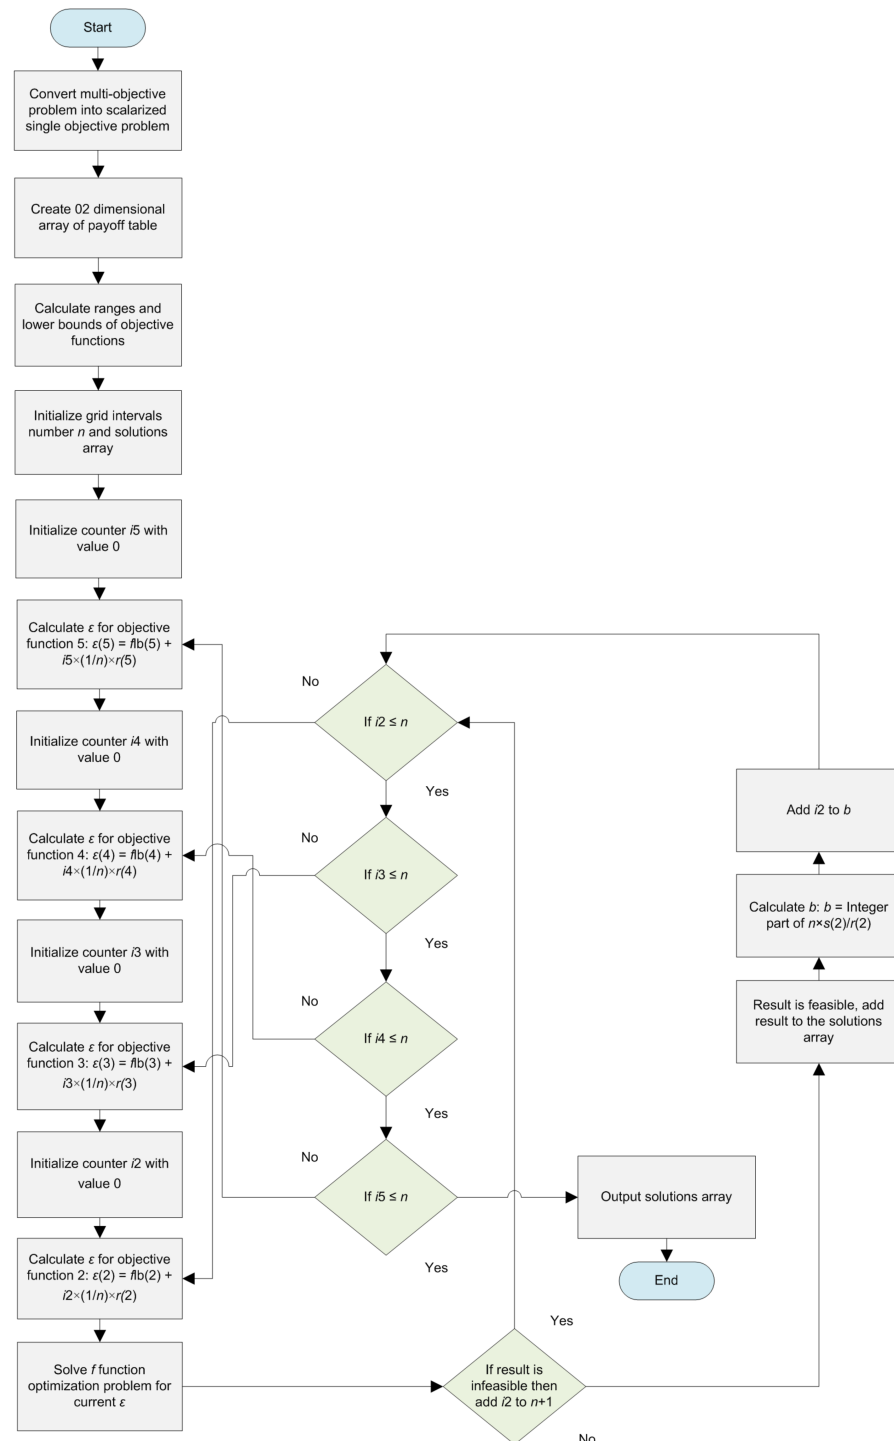 Start
Convert multi-objective
problem into scalarized
single objective problem
Create 02 dimensional
array of payoff table
Calculate ranges and
lower bounds of objective
functions
Initialize grid intervals
number n and solutions
array
Initialize counter i5 with
value 0
Calculate ε for objective
function 5: ε(5) = flb(5) +
i5×(1/n)×r(5)
Initialize counter i4 with
value 0
Calculate ε for objective
function 4: ε(4) = flb(4) +
i4×(1/n)×r(4)
Initialize counter i3 with
value 0
Calculate ε for objective
function 3: ε(3) = flb(3) +
i3×(1/n)×r(3)
Initialize counter i2 with
value 0
Calculate ε for objective
function 2: ε(2) = flb(2) +
i2×(1/n)×r(2)
Solve f function
optimization problem for
current ε
No
If i2 ≤ n
Yes
No
If i3 ≤ n
Yes
No
If i4 ≤ n
Yes
No
If i5 ≤ n
Yes
Output solutions array
End
Yes
If result is
infeasible then
add i2 to n+1
No
Result is feasible, add
result to the solutions
array
Calculate b: b = Integer
part of n×s(2)/r(2)
Add i2 to b